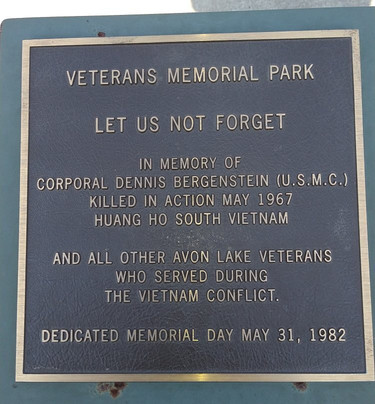 VETERANS MEMORIAL PARK
LET US NOT FORGET
IN MEMORY OF
CORPORAL DENNIS BERGENSTEIN (U.S.M.C.)
KILLED IN ACTION MAY 1967
HUANG HO SOUTH VIETNAM
AND ALL OTHER AVON LAKE VETERANS
WHO SERVED DURING
THE VIETNAM CONFLICT.
DEDICATED MEMORIAL DAY MAY 31, 1982